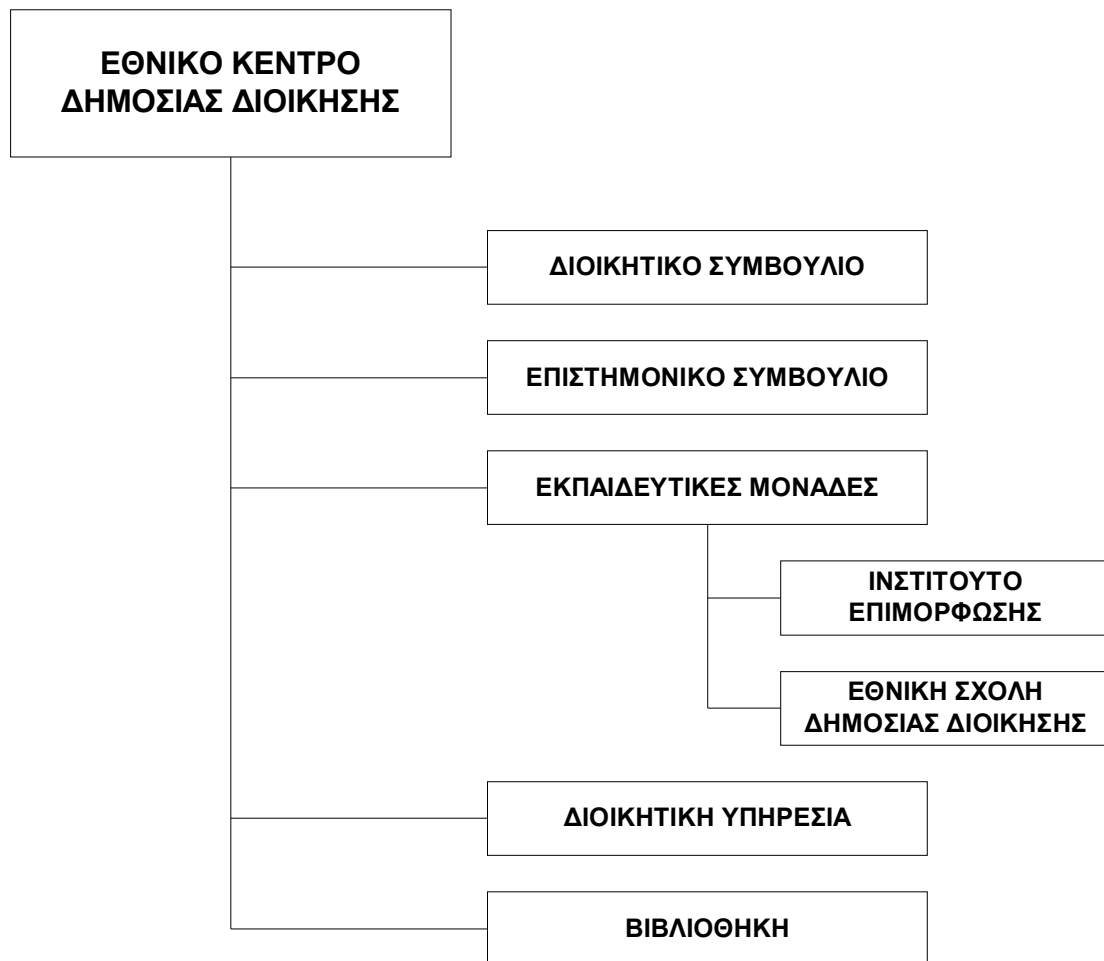 ΕΘΝΙΚΟ ΚΕΝΤΡΟ
ΔΗΜΟΣΙΑΣ ΔΙΟΙΚΗΣΗΣ
ΔΙΟΙΚΗΤΙΚΟ ΣΥΜΒΟΥΛΙΟ
ΕΠΙΣΤΗΜΟΝΙΚΟ ΣΥΜΒΟΥΛΙΟ
ΕΚΠΑΙΔΕΥΤΙΚΕΣ ΜΟΝΑΔΕΣ
ΙΝΣΤΙΤΟΥΤΟ
ΕΠΙΜΟΡΦΩΣΗΣ
ΕΘΝΙΚΗ ΣΧΟΛΗ
ΔΗΜΟΣΙΑΣ ΔΙΟΙΚΗΣΗΣ
ΔΙΟΙΚΗΤΙΚΗ ΥΠΗΡΕΣΙΑ
ΒΙΒΛΙΟΘΗΚΗ